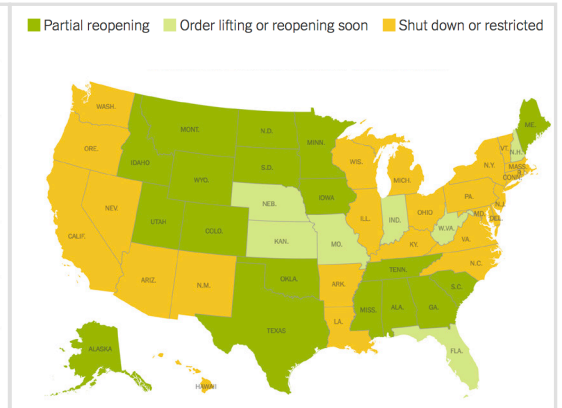 Partial reopening
Order lifting or reopening soon
Shut down or restricted
WASH.
MONT.
N.D.
MINN.
ME.
ORE.
IDAHO
WYO.
S.D.
WIS.
MICH.
VT.
N.H.
N.Y.
MASS.
CONN.
NEV.
UTAH
COLO.
NEB.
IOWA
ILL.
IND.
OHIO
PA.
N.J.
MD.
DEL.
CALIF.
KAN.
MO.
KY.
W.VA.
VA.
ARIZ.
N.M.
OKLA.
ARK.
TENN.
N.C.
S.C.
TEXAS
LA.
MISS.
ALA.
GA.
FLA.
ALASKA
HAWAII